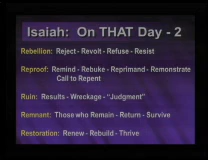 Isaiah: On THAT Day - 2
Rebellion: Reject - Revolt - Refuse - Resist
Reproof: Remind - Rebuke - Reprimand - Remonstrate
Call to Repent
Ruin: Results - Wreckage - "Judgment"
Remnant: Those who Remain - Return - Survive
Restoration: Renew - Rebuild - Thrive